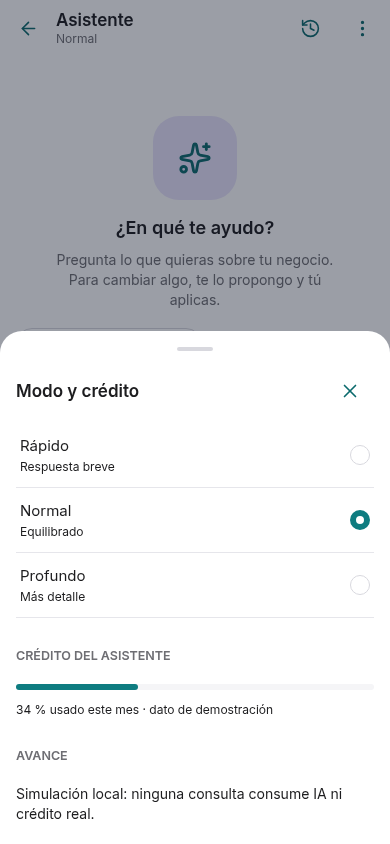 Asistente
Normal
¿En qué te ayudo?
Pregunta lo que quieras sobre tu negocio.
Para cambiar algo, te lo propongo y tú
aplicas.
Modo y crédito
Rápido
Respuesta breve
Normal
Equilibrado
Profundo
Más detalle
CRÉDITO DEL ASISTENTE
34 % usado este mes · dato de demostración
AVANCE
Simulación local: ninguna consulta consume IA ni
crédito real.